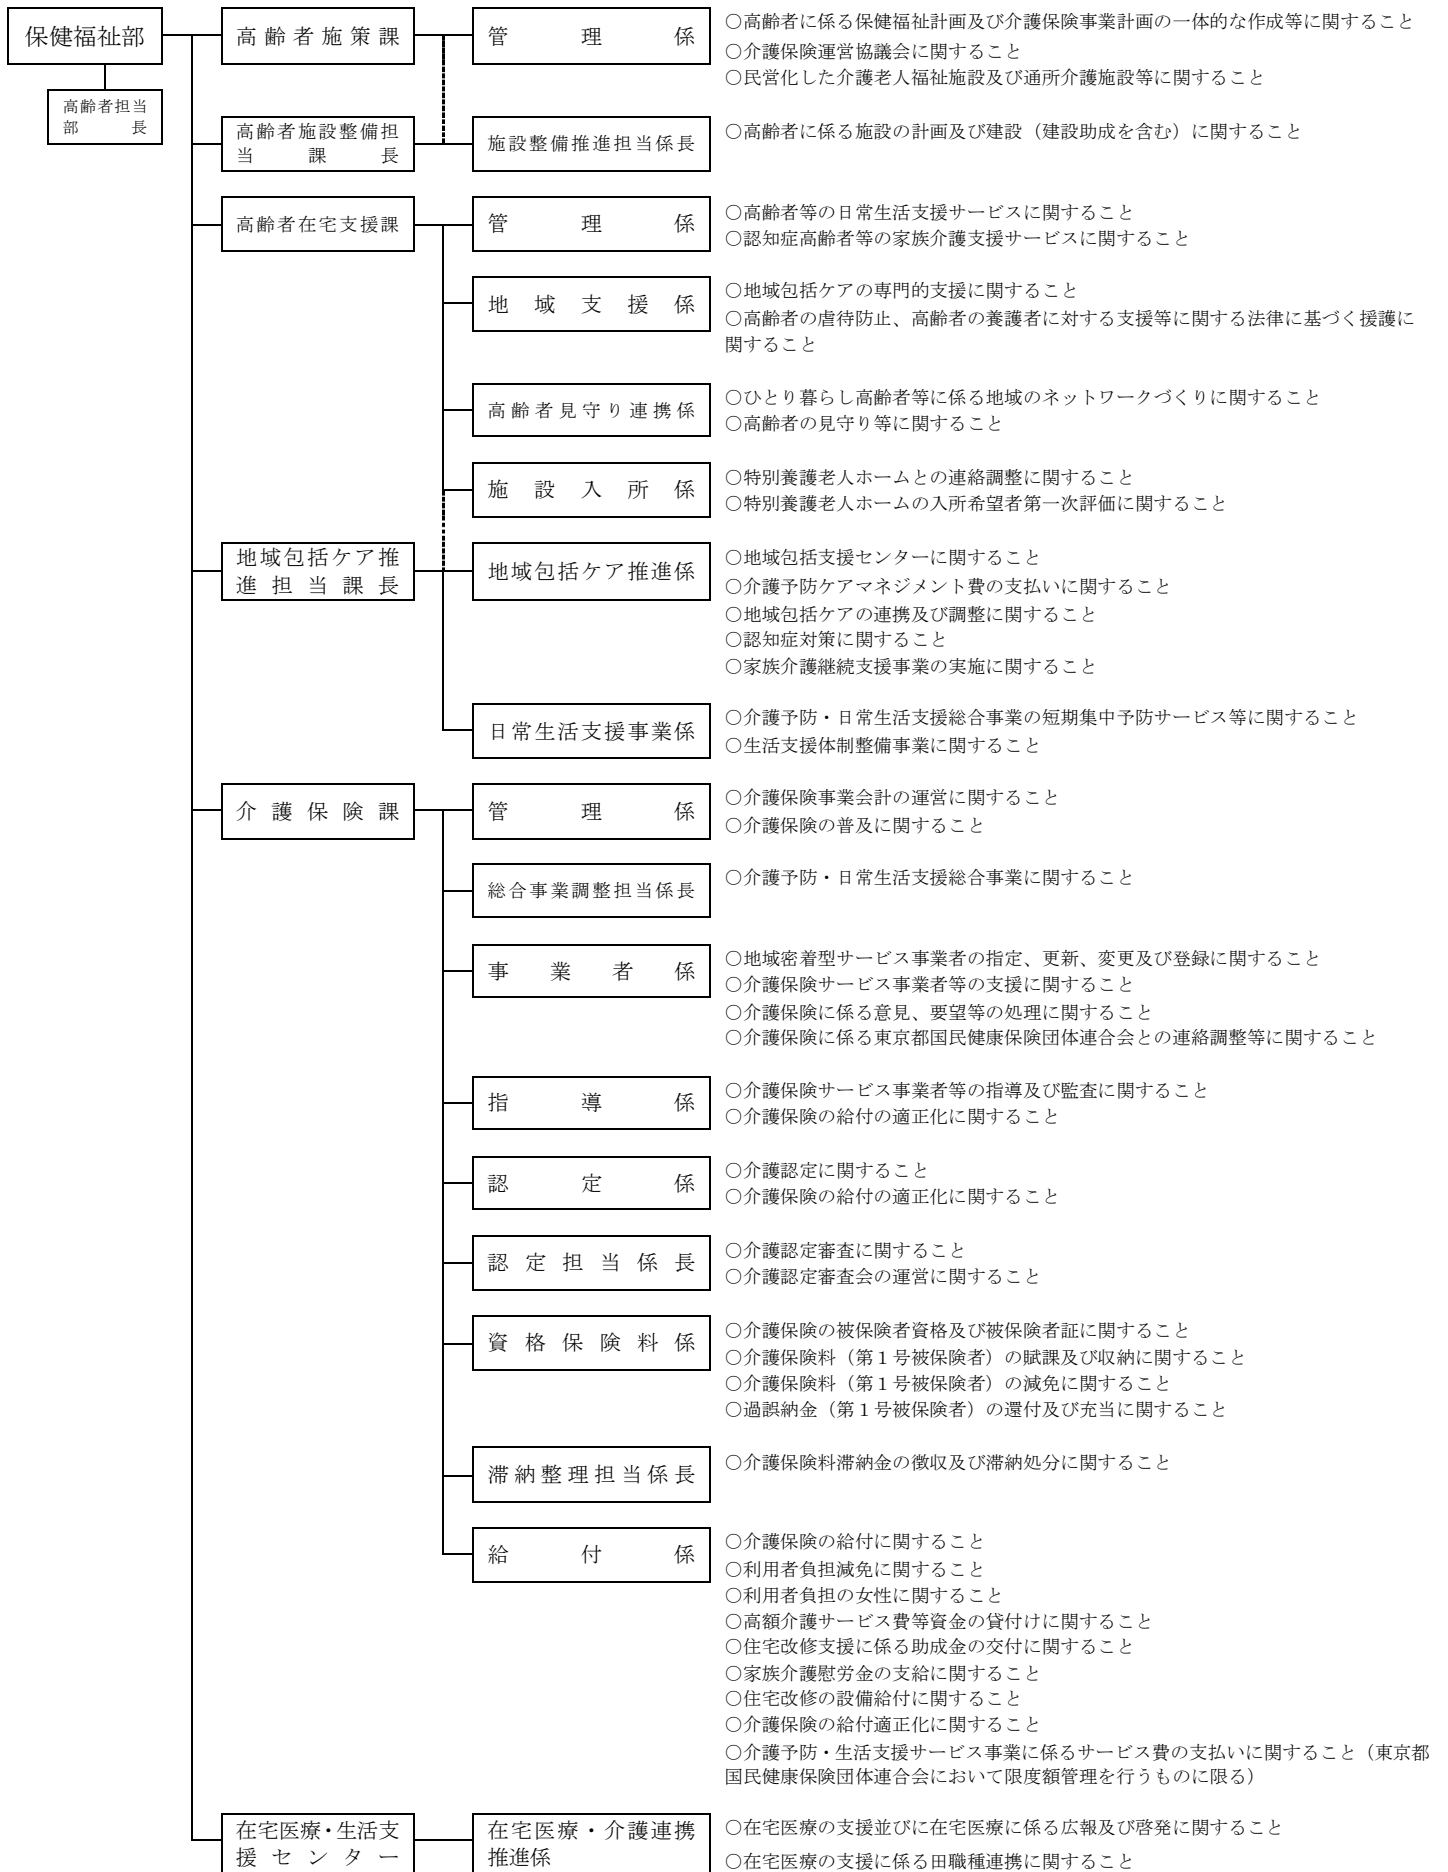 保健福祉部
高齢者担当
部長
高齢者施策課
管理係
○高齢者に係る保健福祉計画及び介護保険事業計画の一体的な作成等に関すること
○介護保険運営協議会に関すること
○民営化した介護老人福祉施設及び通所介護施設等に関すること
高齢者施設整備担
当課長
施設整備推進担当係長
○高齢者に係る施設の計画及び建設（建設助成を含む）に関すること
高齢者在宅支援課
管理係
○高齢者等の日常生活支援サービスに関すること
○認知症高齢者等の家族介護支援サービスに関すること
地域支援係
○地域包括ケアの専門的支援に関すること
○高齢者の虐待防止、高齢者の養護者に対する支援等に関する法律に基づく援護に
関すること
高齢者見守り連携係
○ひとり暮らし高齢者等に係る地域のネットワークづくりに関すること
○高齢者の見守り等に関すること
施設入所係
○特別養護老人ホームとの連絡調整に関すること
○特別養護老人ホームの入所希望者第一次評価に関すること
地域包括ケア推
進担当課長
地域包括ケア推進係
○地域包括支援センターに関すること
○介護予防ケアマネジメント費の支払いに関すること
○地域包括ケアの連携及び調整に関すること
○認知症対策に関すること
○家族介護継続支援事業の実施に関すること
日常生活支援事業係
○介護予防・日常生活支援総合事業の短期集中予防サービス等に関すること
○生活支援体制整備事業に関すること
介護保険課
管理係
○介護保険事業会計の運営に関すること
○介護保険の普及に関すること
総合事業調整担当係長
○介護予防・日常生活支援総合事業に関すること
事業者係
○地域密着型サービス事業者の指定、更新、変更及び登録に関すること
○介護保険サービス事業者等の支援に関すること
○介護保険に係る意見、要望等の処理に関すること
○介護保険に係る東京都国民健康保険団体連合会との連絡調整等に関すること
指導係
○介護保険サービス事業者等の指導及び監査に関すること
○介護保険の給付の適正化に関すること
認定係
○介護認定に関すること
○介護保険の給付の適正化に関すること
認定担当係長
○介護認定審査に関すること
○介護認定審査会の運営に関すること
資格保険料係
○介護保険の被保険者資格及び被保険者証に関すること
○介護保険料（第１号被保険者）の賦課及び収納に関すること
○介護保険料（第１号被保険者）の減免に関すること
○過誤納金（第１号被保険者）の還付及び充当に関すること
滞納整理担当係長
○介護保険料滞納金の徴収及び滞納処分に関すること
給付係
○介護保険の給付に関すること
○利用者負担減免に関すること
○利用者負担の女性に関すること
○高額介護サービス費等資金の貸付けに関すること
○住宅改修支援に係る助成金の交付に関すること
○家族介護慰労金の支給に関すること
○住宅改修の設備給付に関すること
○介護保険の給付適正化に関すること
○介護予防・生活支援サービス事業に係るサービス費の支払いに関すること（東京都
国民健康保険団体連合会において限度額管理を行うものに限る）
在宅医療・生活支
援センター
在宅医療・介護連携
推進係
○在宅医療の支援並びに在宅医療に係る広報及び啓発に関すること
○在宅医療の支援に係る田職種連携に関すること